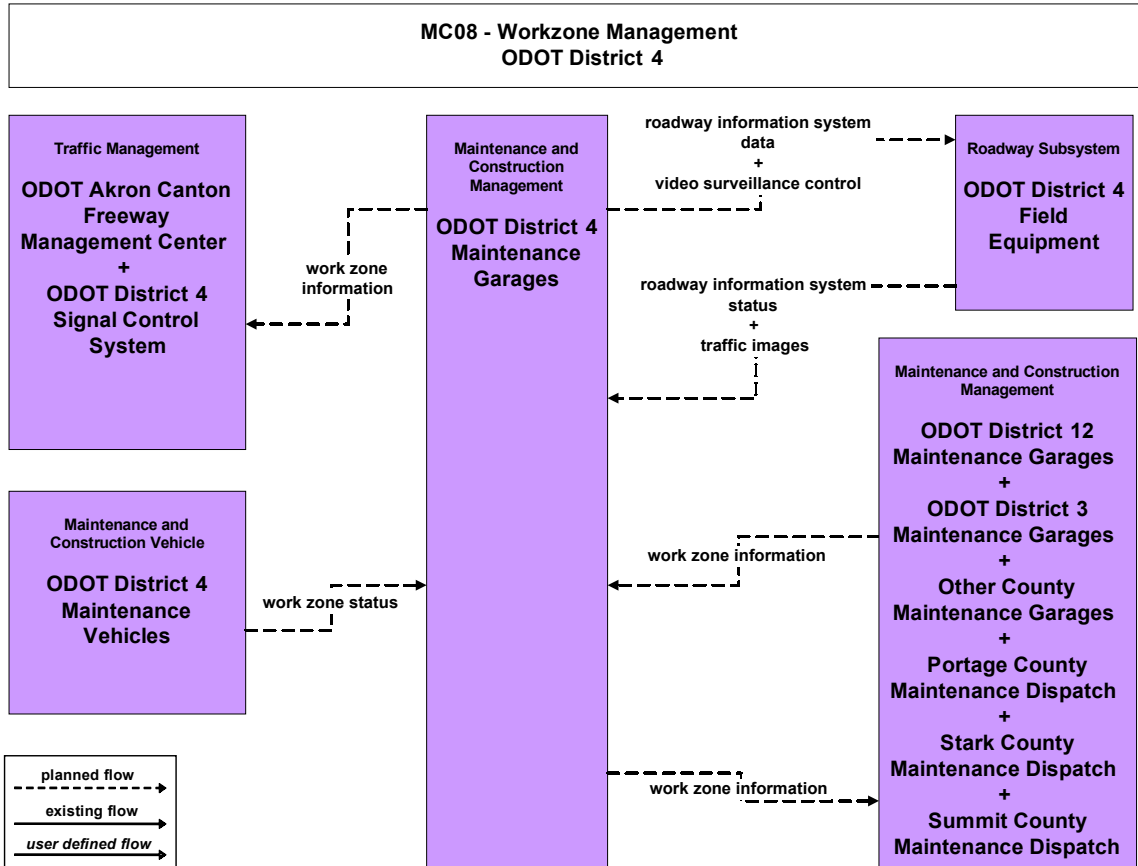 MC08 - Workzone Management
ODOT District 4
Traffic Management
ODOT Akron Canton
Freeway
Management Center
+
ODOT District 4
Signal Control
System
work zone
information
Maintenance and
Construction
Management
ODOT District 4
Maintenance
Garages
roadway information system
data
+
video surveillance control
Roadway Subsystem
ODOT District 4
Field
Equipment
roadway information system
status
+
traffic images
Maintenance and Construction
Management
ODOT District 12
Maintenance Garages
+
ODOT District 3
Maintenance Garages
+
Other County
Maintenance Garages
+
Portage County
Maintenance Dispatch
+
Stark County
Maintenance Dispatch
+
Summit County
Maintenance Dispatch
Maintenance and
Construction Vehicle
ODOT District 4
Maintenance
Vehicles
work zone status
work zone information
work zone information
planned flow
existing flow
user defined flow